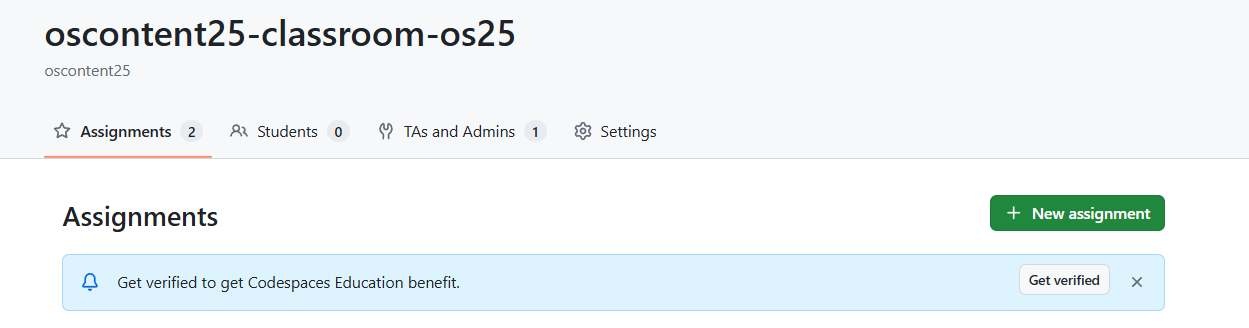 oscontent25-classroom-os25
oscontent25
Assignments 2 Students 0 TAs and Admins 1 Settings
Assignments
New assignment
Get verified to get Codespaces Education benefit.
Get verified